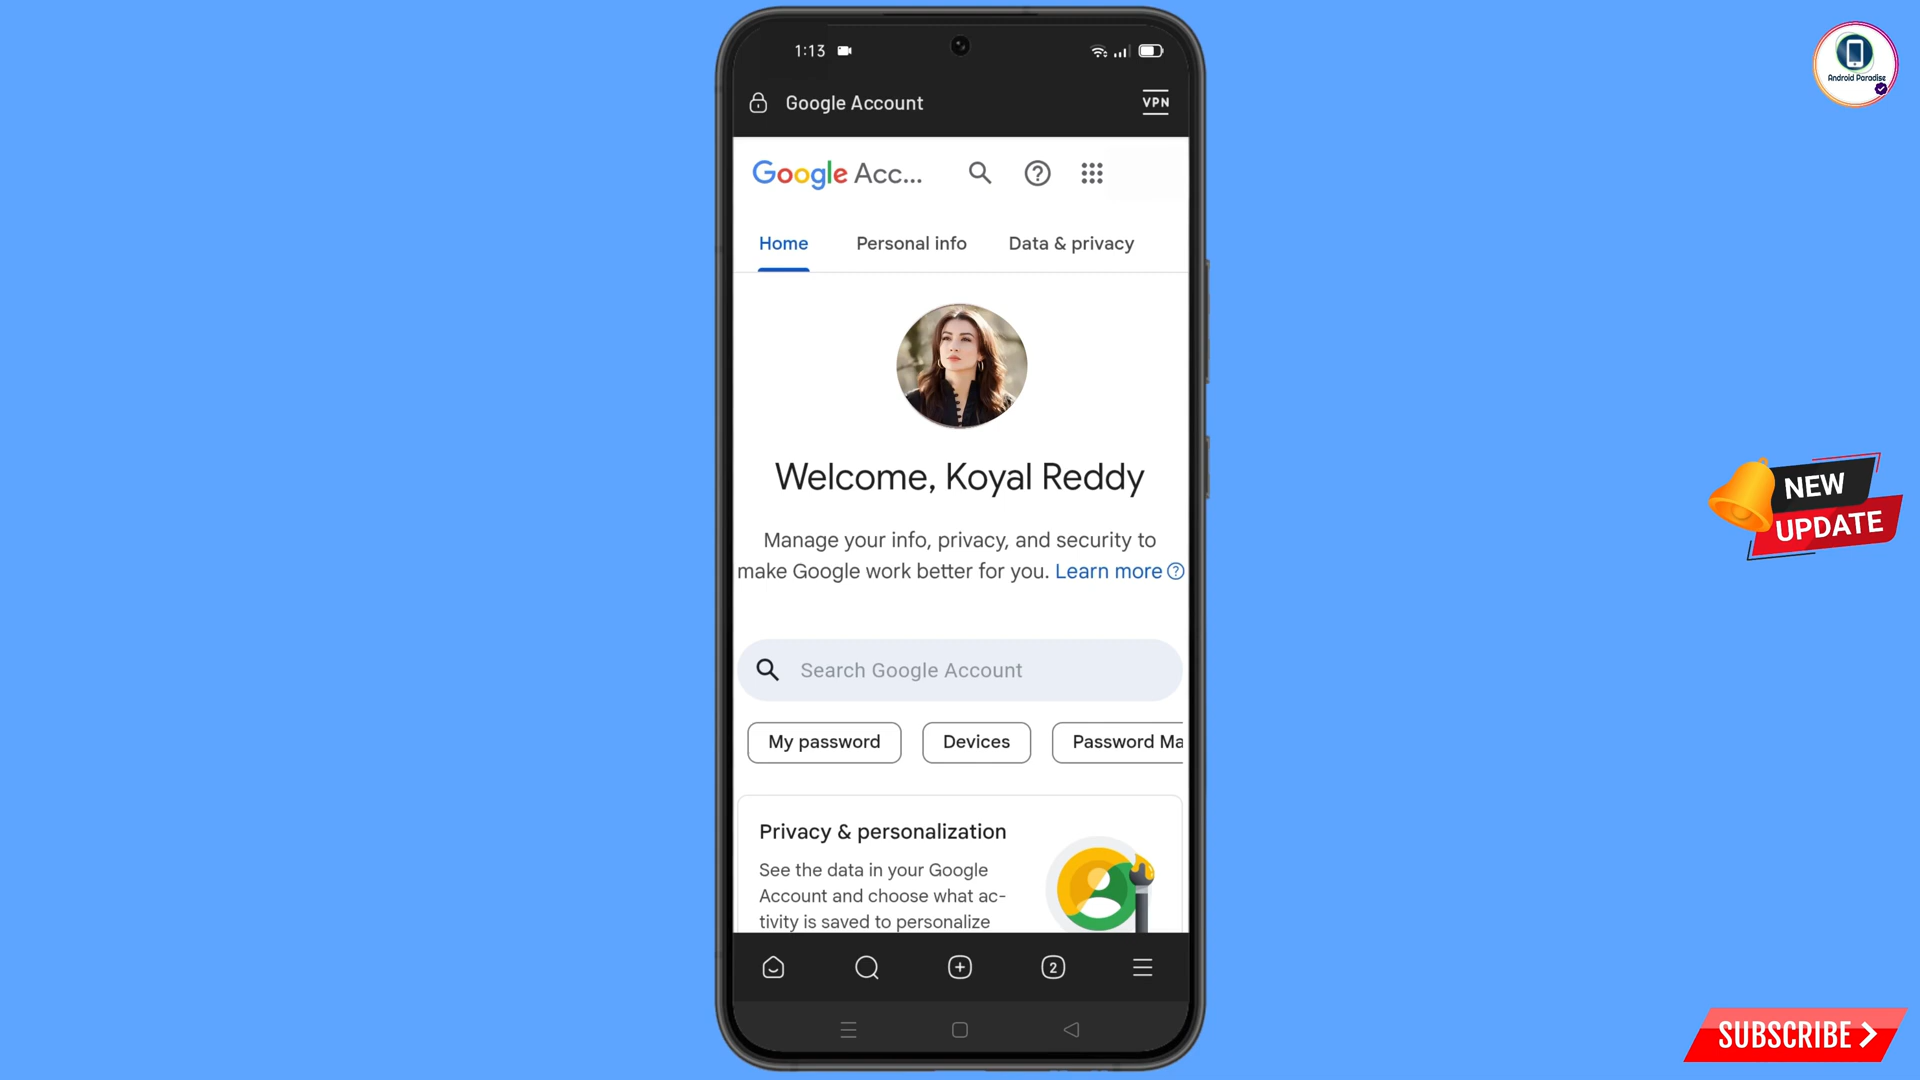 1:13
Google Account
VPN
Google Acc...
Home
Personal info
Data & privacy
Welcome, Koyal Reddy
Manage your info, privacy, and security to
make Google work better for you. Learn more
Search Google Account
My password
Devices
Password Ma
Privacy & personalization
See the data in your Google
Account and choose what ac-
tivity is saved to personalize
2
Android Paradise
NEW
UPDATE
SUBSCRIBE